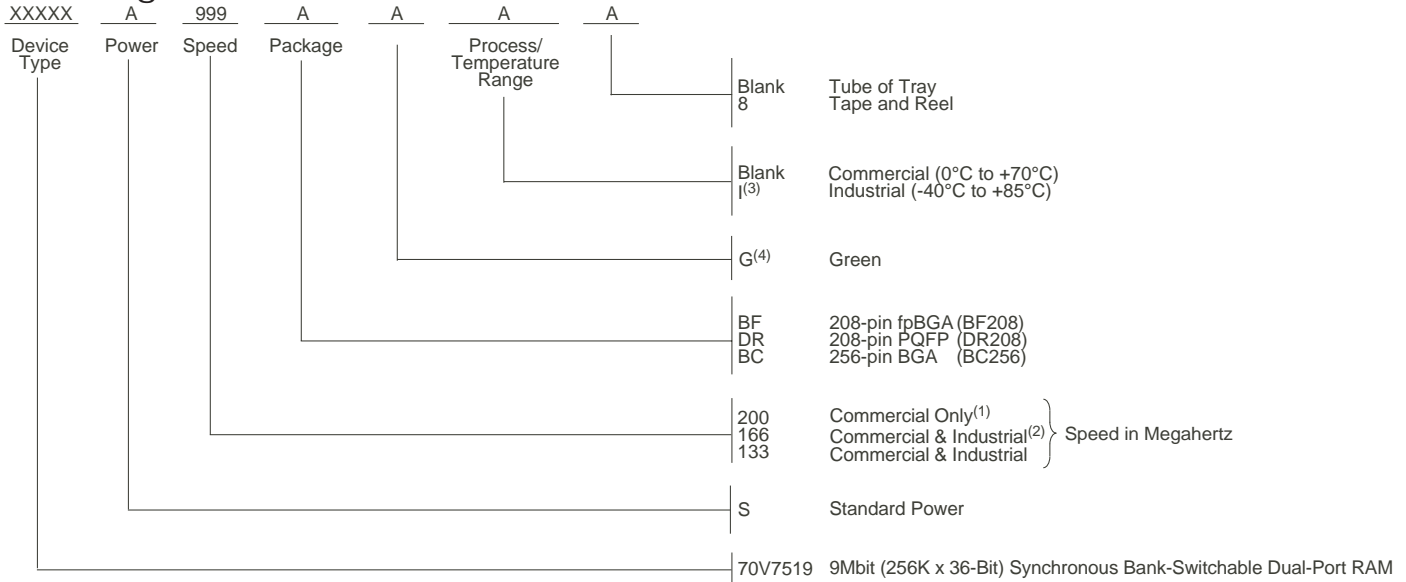 XXXXX A 999 A A A A
Device Type Power Speed Package Process/ Temperature Range
Blank Tube of Tray
8 Tape and Reel
Blank Commercial (0°C to +70°C)
I(3) Industrial (-40°C to +85°C)
G(4) Green
BF 208-pin fpBGA (BF208)
DR 208-pin PQFP (DR208)
BC 256-pin BGA (BC256)
200 Commercial Only(1)
166 Commercial & Industrial(2) Speed in Megahertz
133 Commercial & Industrial
S Standard Power
70V7519 9Mbit (256K x 36-Bit) Synchronous Bank-Switchable Dual-Port RAM